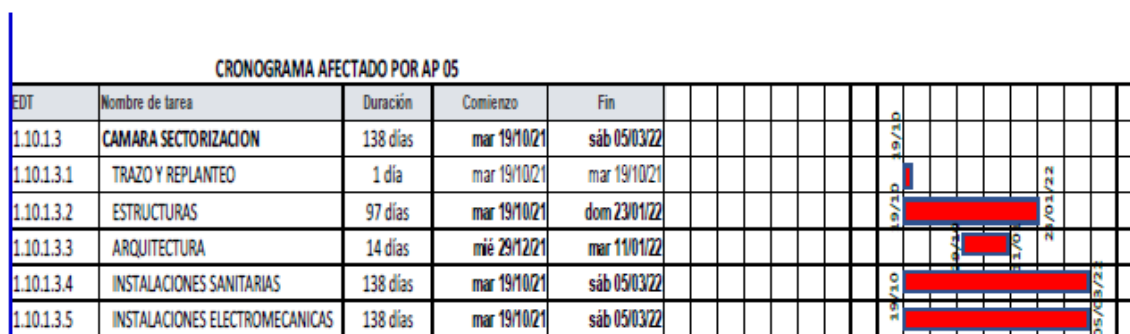 CRONOGRAMA AFECTADO POR AP 05
EDT Nombre de tarea Duración Comienzo Fin
1.10.1.3 CAMARA SECTORIZACION 138 días mar 19/10/21 sáb 05/03/22 19/10
1.10.1.3.1 TRAZO Y REPLANTEO 1 día mar 19/10/21 mar 19/10/21
1.10.1.3.2 ESTRUCTURAS 97 días mar 19/10/21 dom 23/01/22 19/10 /01/22
1.10.1.3.3 ARQUITECTURA 14 días mié 29/12/21 mar 11/01/22
1.10.1.3.4 INSTALACIONES SANITARIAS 138 días mar 19/10/21 sáb 05/03/22 19/10
1.10.1.3.5 INSTALACIONES ELECTROMECANICAS 138 días mar 19/10/21 sáb 05/03/22 05/03/22